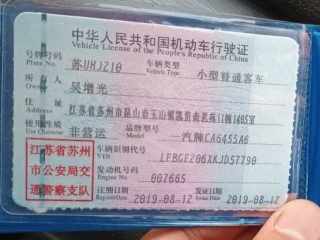 中华人民共和国机动车行驶证
Vehicle License of the People's Republic of China
号牌号码 苏UHJ210 车辆类型 小型普通客车
Plate No. Vehicle Type
所有人 吴增光
Owner
住址 江苏省苏州市昆山市玉山镇 1405室
Address
使用性质 非营运 品牌型号 汽牌CA6455A6
Use Character Model
江苏省苏州 车辆识别代号 LFBGE206XKJD57790
市公安局交 VIN
通警察支队 发动机号码 007665
Engine No.
注册日期 2019-08-12 发证日期 2019-08-12
Register Date Issue Date